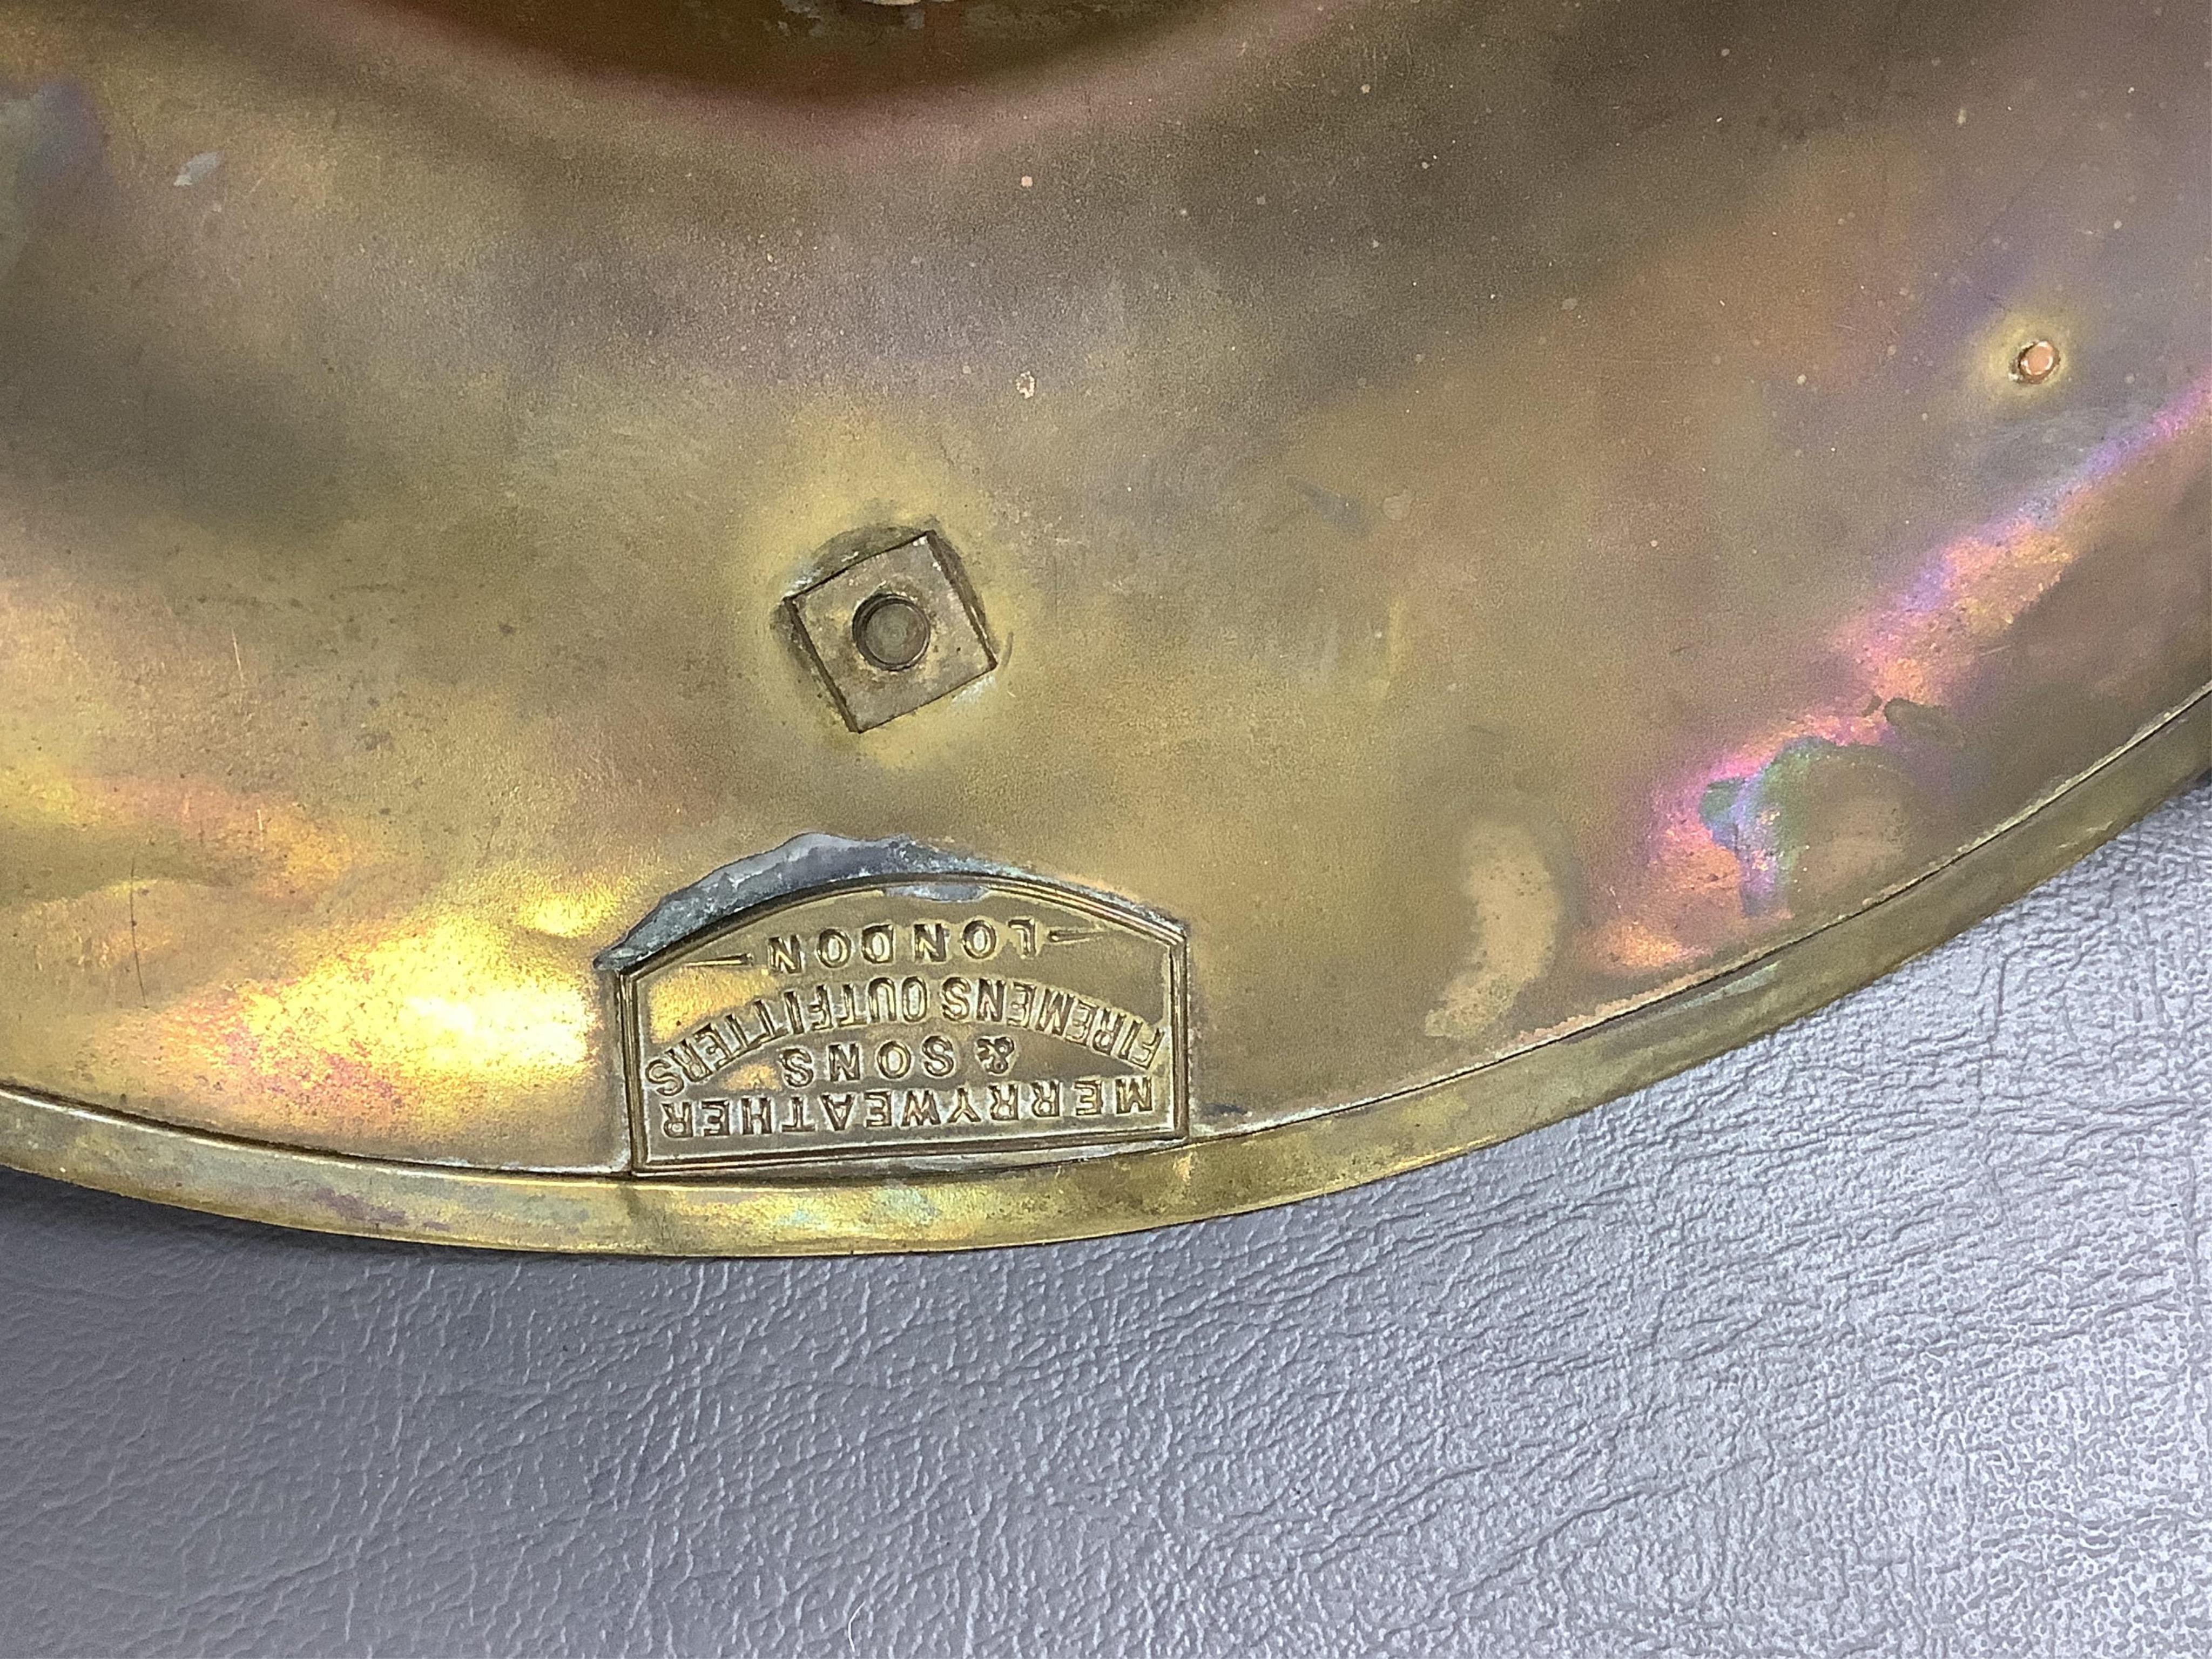 MERRYWEATHER
& SONS
FIREMENS OUTFITTERS
LONDON